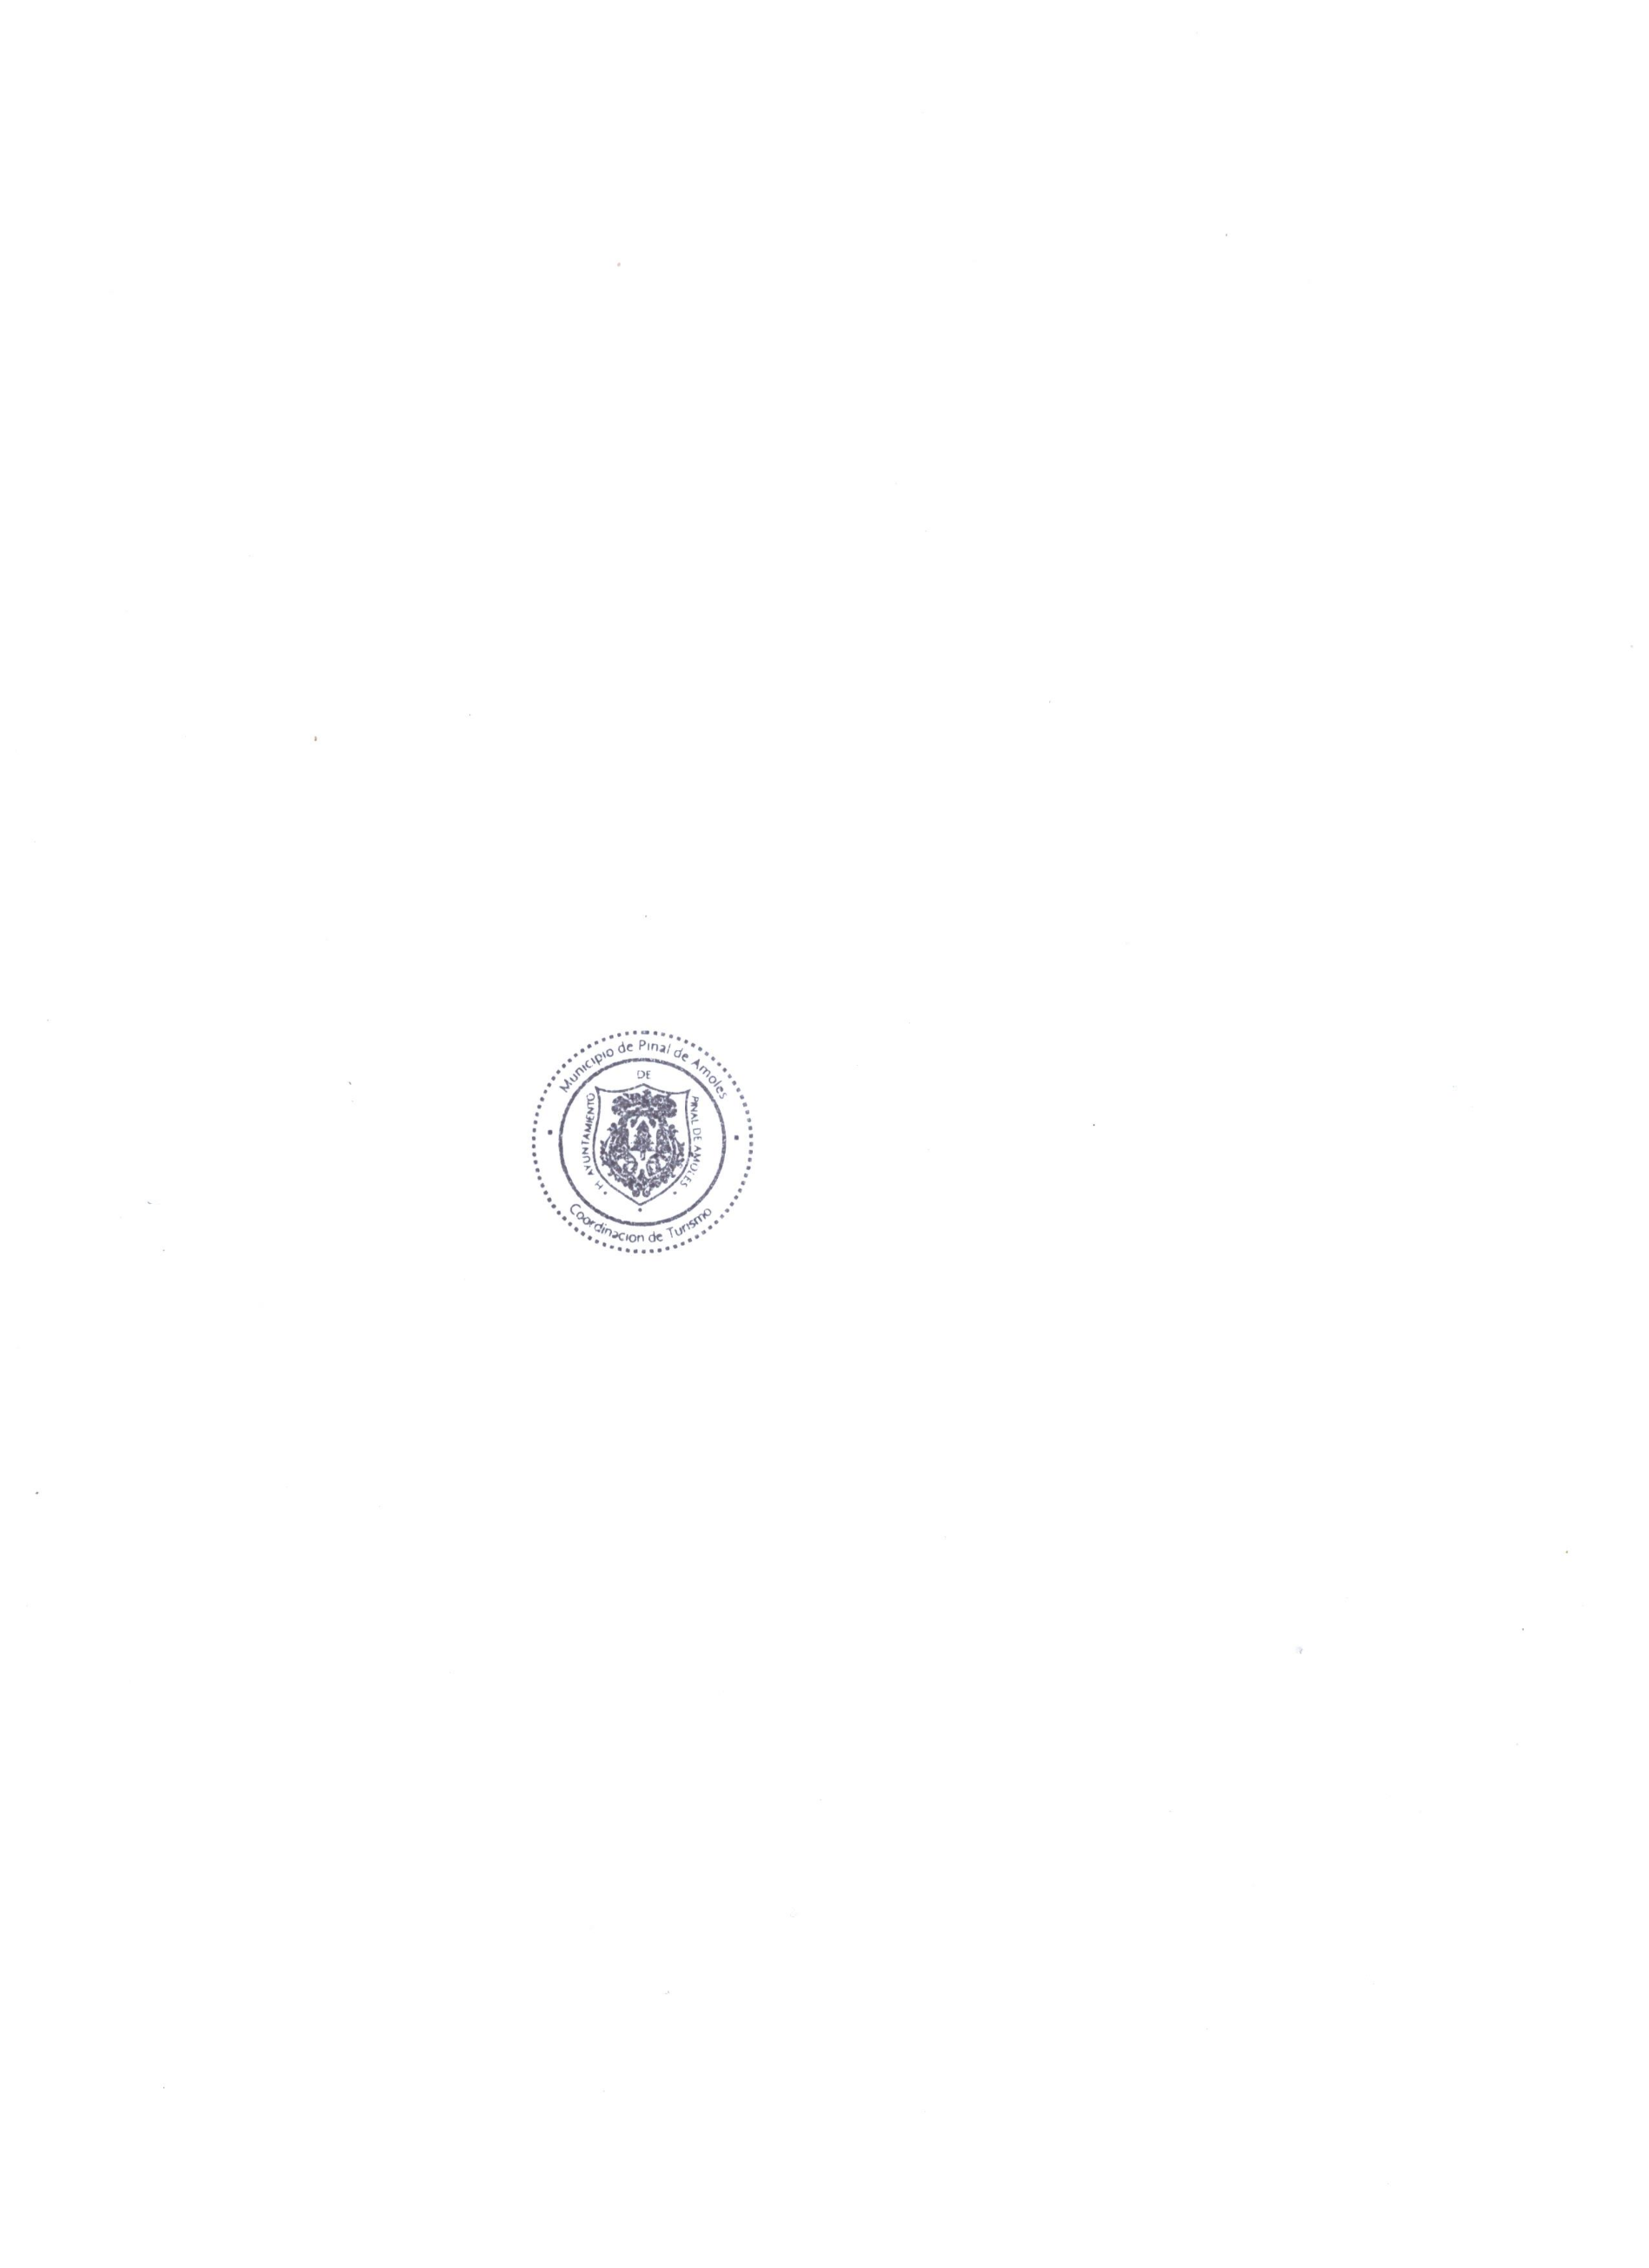 Municipio de Pinal de Amoles
H. AYUNTAMIENTO DE PINAL DE AMOLES
Coordinacion de Turismo